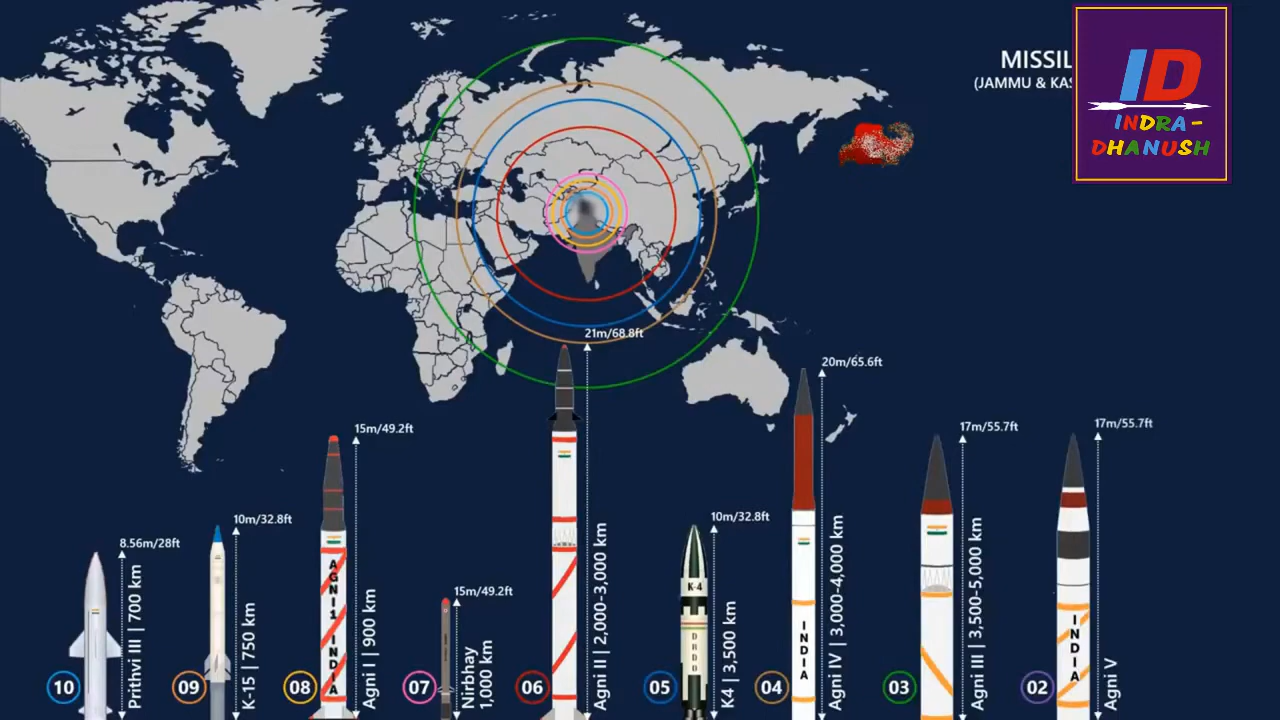 MISSIL
(JAMMU & KAS
ID
INDRA-
DHANUSH
21m/68.8ft
20m/65.6ft
15m/49.2ft
17m/55.7ft
17m/55.7ft
10m/32.8ft
10m/32.8ft
8.56m/28ft
15m/49.2ft
10
Prithvi III | 700 km
09
K-15 | 750 km
08
AGNI1 INDIA
Agni I | 900 km
07
Nirbhay
1,000 km
06
Agni II | 2,000-3,000 km
05
K-4
DRDO
K4 | 3,500 km
04
INDIA
Agni IV | 3,000-4,000 km
03
Agni III | 3,500-5,000 km
02
INDIA
Agni V